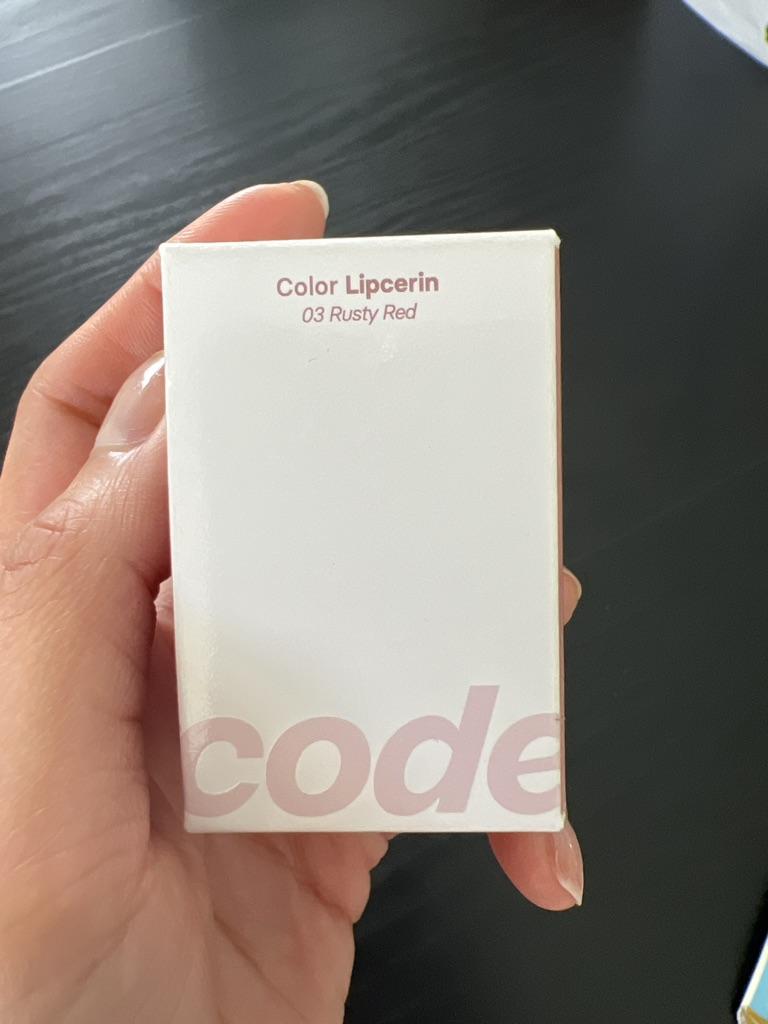 Color Lipcerin
03 Rusty Red
code